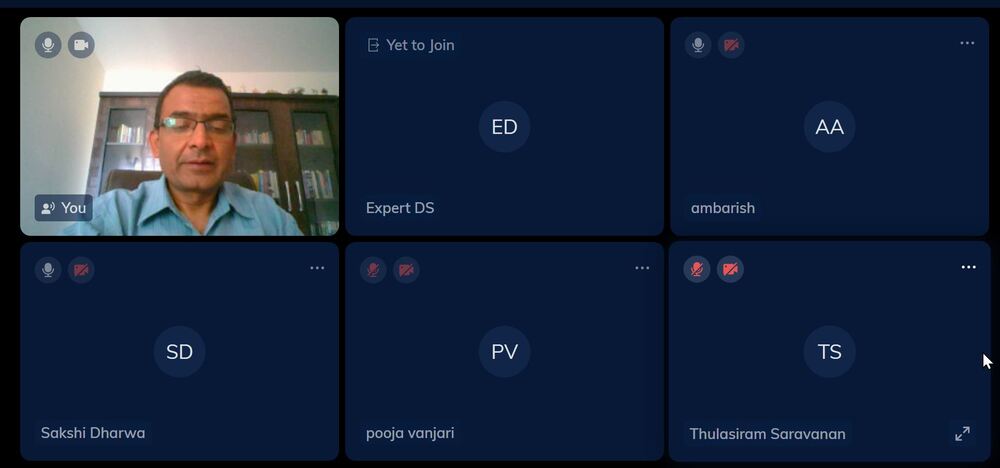 Yet to Join
ED
AA
You
Expert DS
ambarish
SD
PV
TS
Sakshi Dharwa
pooja vanjari
Thulasiram Saravanan